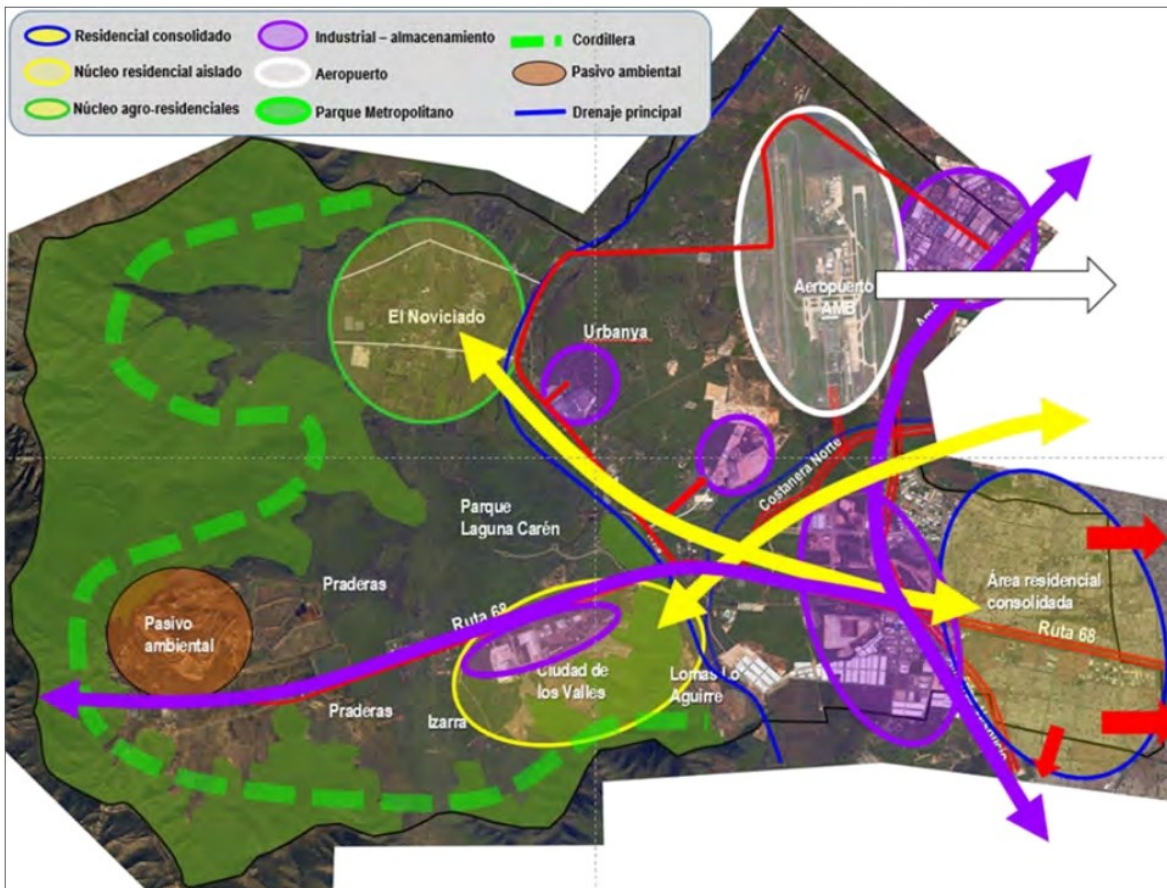 Residencial consolidado
Industrial – almacenamiento
Cordillera
Núcleo residencial aislado
Aeropuerto
Pasivo ambiental
Núcleo agro-residenciales
Parque Metropolitano
Drenaje principal
El Noviciado
Urbanya
Aeropuerto
AMB
Costanera Norte
Parque
Laguna Carén
Praderas
Área residencial
consolidada
Pasivo
ambiental
Ruta 68
Ruta 68
Ciudad de
los Valles
Lomas Lo
Aguirre
Praderas
Izarra